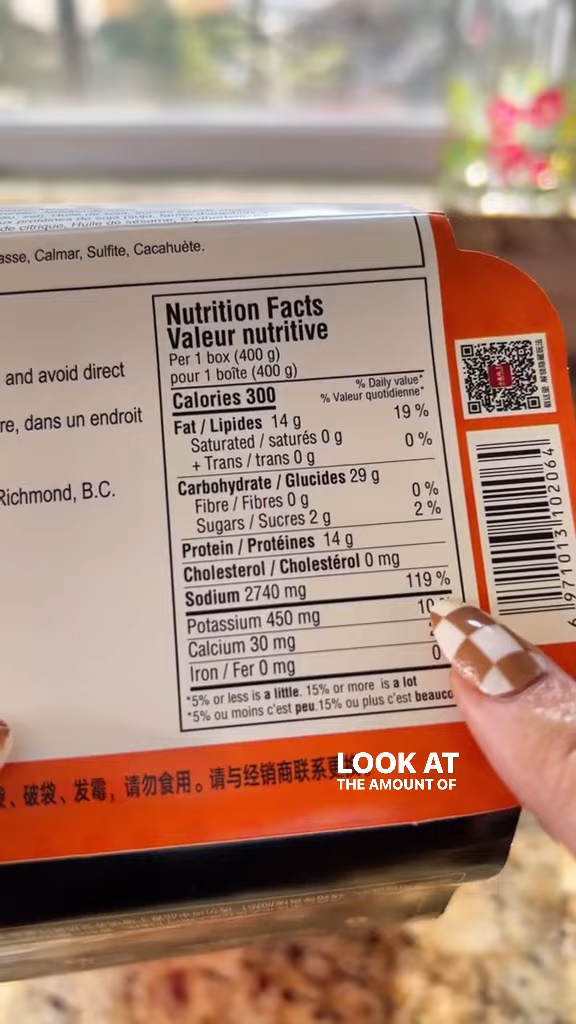 asse, Calmar, Sulfite, Cacahuète.
and avoid direct
re, dans un endroit
Richmond, B.C.
Nutrition Facts
Valeur nutritive
Per 1 box (400 g)
pour 1 boîte (400 g)
Calories 300
% Daily value*
% Valeur quotidienne*
Fat / Lipides 14 g 19 %
Saturated / saturés 0 g
+ Trans / trans 0 g 0 %
Carbohydrate / Glucides 29 g
Fibre / Fibres 0 g 0 %
Sugars / Sucres 2 g 2 %
Protein / Protéines 14 g
Cholesterol / Cholestérol 0 mg
Sodium 2740 mg 119 %
Potassium 450 mg 10
Calcium 30 mg
Iron / Fer 0 mg 0
*5% or less is a little. 15% or more is a lot
*5% ou moins c'est peu.15% ou plus c'est beauco
、破袋、发霉，请勿食用。请与经销商联系更
971013102064
LOOK AT
THE AMOUNT OF